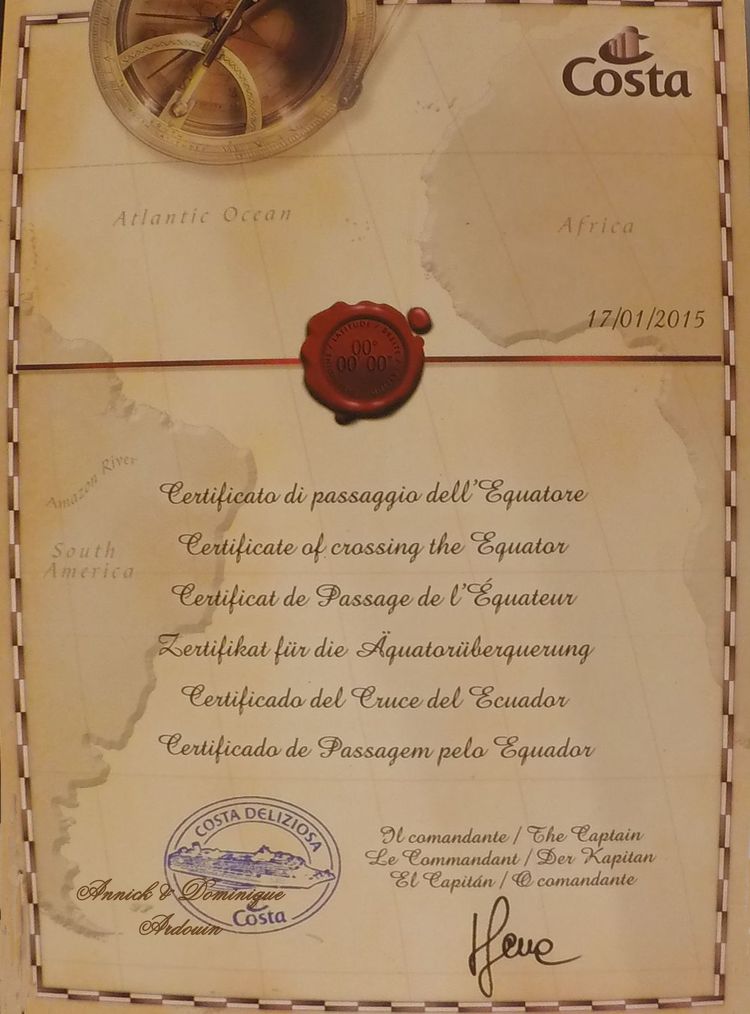 Costa
Atlantic Ocean
Africa
17/01/2015
LATITUDE
00°
00' 00"
Amazon River
South
America
Certificato di passaggio dell'Equatore
Certificate of crossing the Equator
Certificat de Passage de l'Équateur
Zertifikat für die Äquatorüberquerung
Certificado del Cruce del Ecuador
Certificado de Passagem pelo Equador
COSTA DELIZIOSA
Costa
Annick & Dominique
Ardouin
Il comandante / The Captain
Le Commandant / Der Kapitan
El Capitán / O comandante